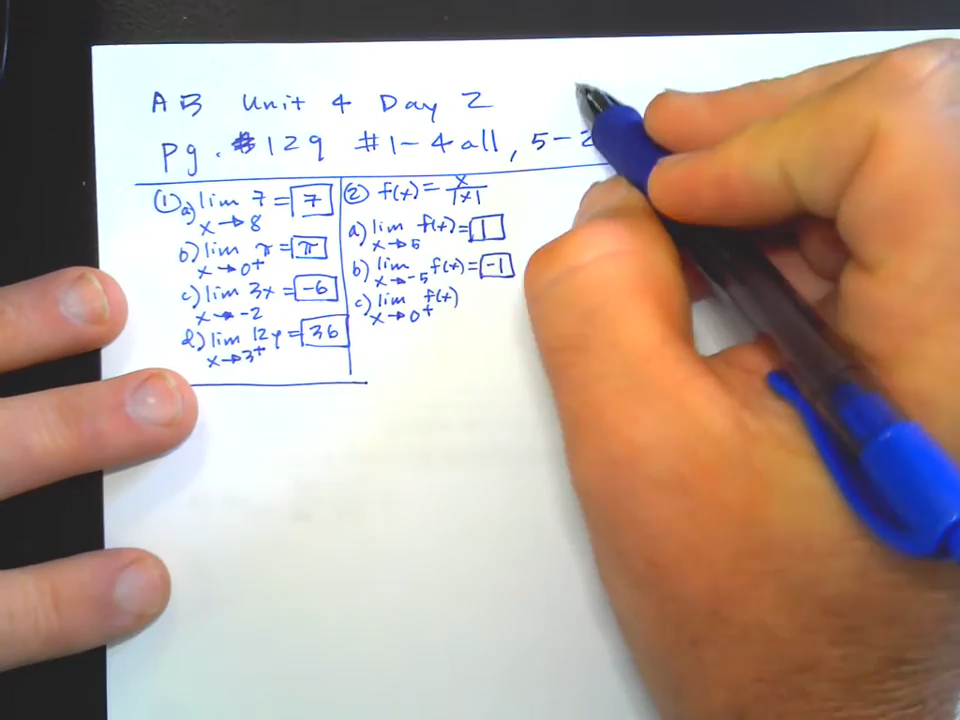 AB Unit 4 Day 2
pg. 129 #1-4 all, 5-2
① a) lim 7 = 7
x→8
b) lim π = π
x→0⁺
c) lim 3x = -6
x→-2
d) lim 12y = 36
x→3⁺
② f(x) = x/|x|
a) lim f(x) = 1
x→5
b) lim f(x) = -1
x→-5
c) lim f(x)
x→0⁺